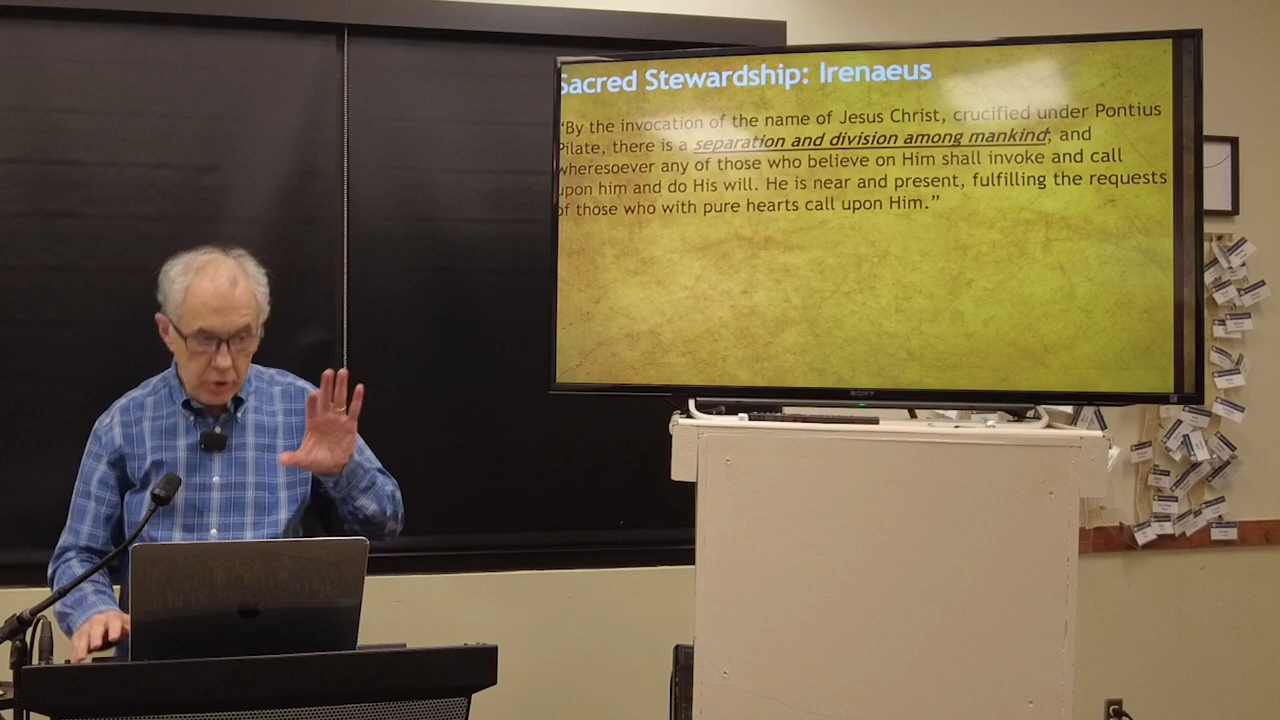 Sacred Stewardship: Irenaeus
“By the invocation of the name of Jesus Christ, crucified under Pontius
Pilate, there is a separation and division among mankind; and
wheresoever any of those who believe on Him shall invoke and call
upon him and do His will. He is near and present, fulfilling the requests
of those who with pure hearts call upon Him.”
SONY